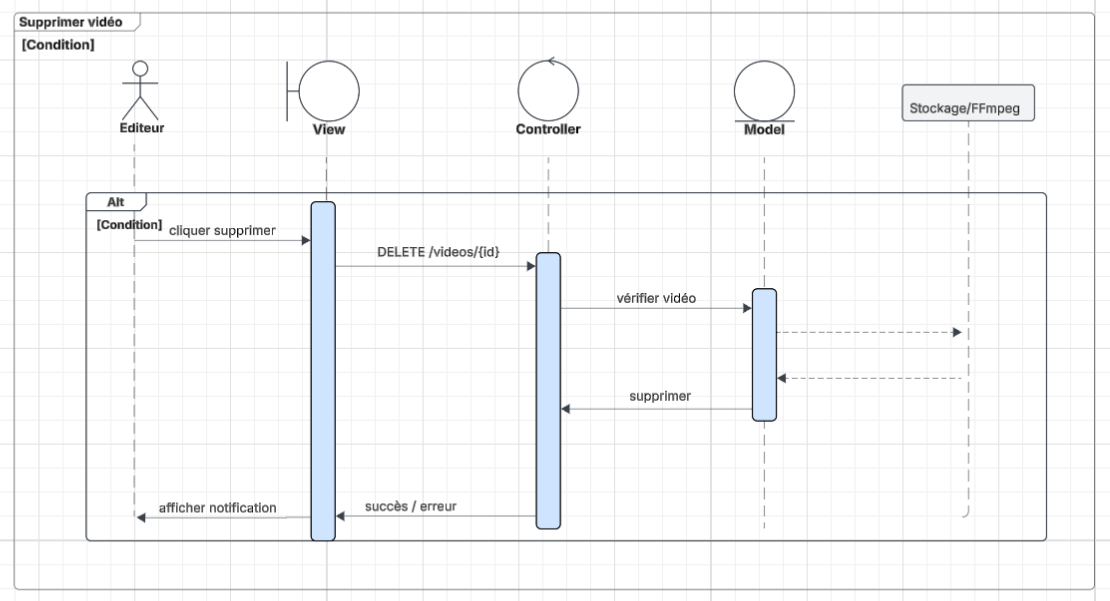 Supprimer vidéo
[Condition]
Editeur
View
Controller
Model
Stockage/FFmpeg
Alt
[Condition]
cliquer supprimer
DELETE /videos/{id}
vérifier vidéo
supprimer
afficher notification
succès / erreur